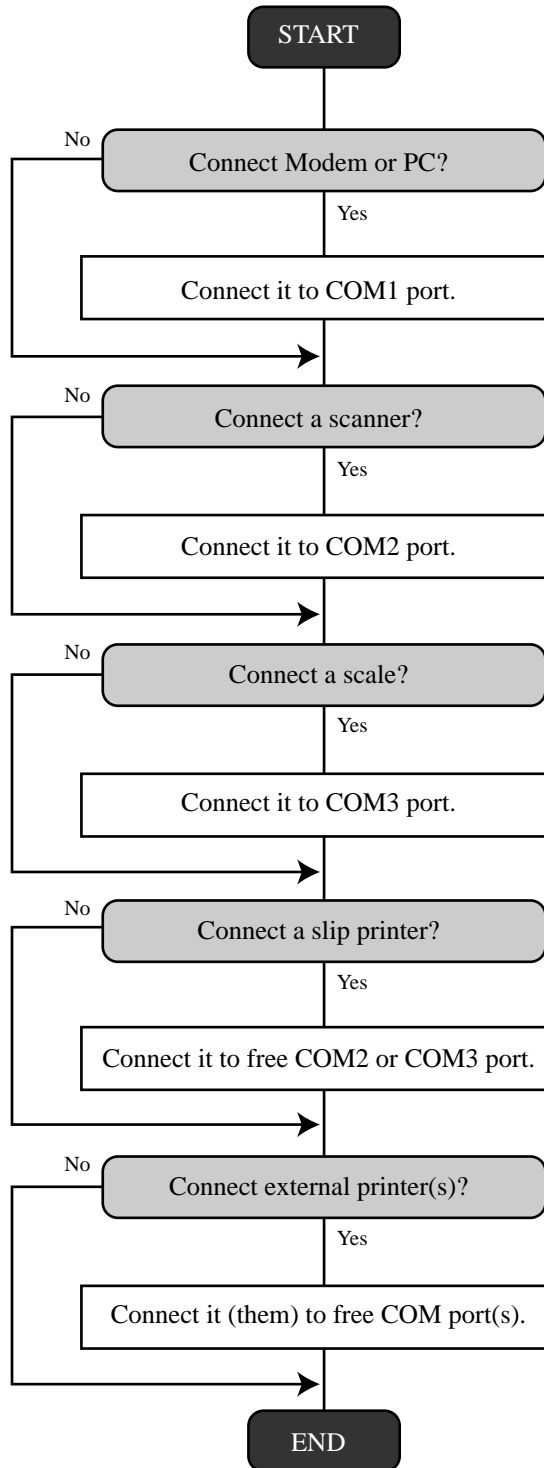 START
No
Connect Modem or PC?
Yes
Connect it to COM1 port.
No
Connect a scanner?
Yes
Connect it to COM2 port.
No
Connect a scale?
Yes
Connect it to COM3 port.
No
Connect a slip printer?
Yes
Connect it to free COM2 or COM3 port.
No
Connect external printer(s)?
Yes
Connect it (them) to free COM port(s).
END